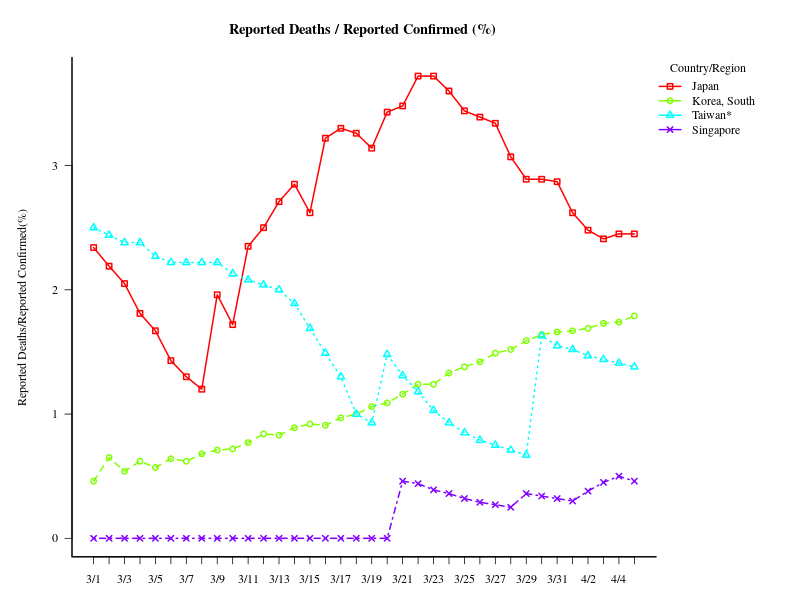 Reported Deaths / Reported Confirmed (%)
Country/Region
Japan
Korea, South
Taiwan*
Singapore
Reported Deaths/Reported Confirmed(%)
3
2
1
0
3/1 3/3 3/5 3/7 3/9 3/11 3/13 3/15 3/17 3/19 3/21 3/23 3/25 3/27 3/29 3/31 4/2 4/4